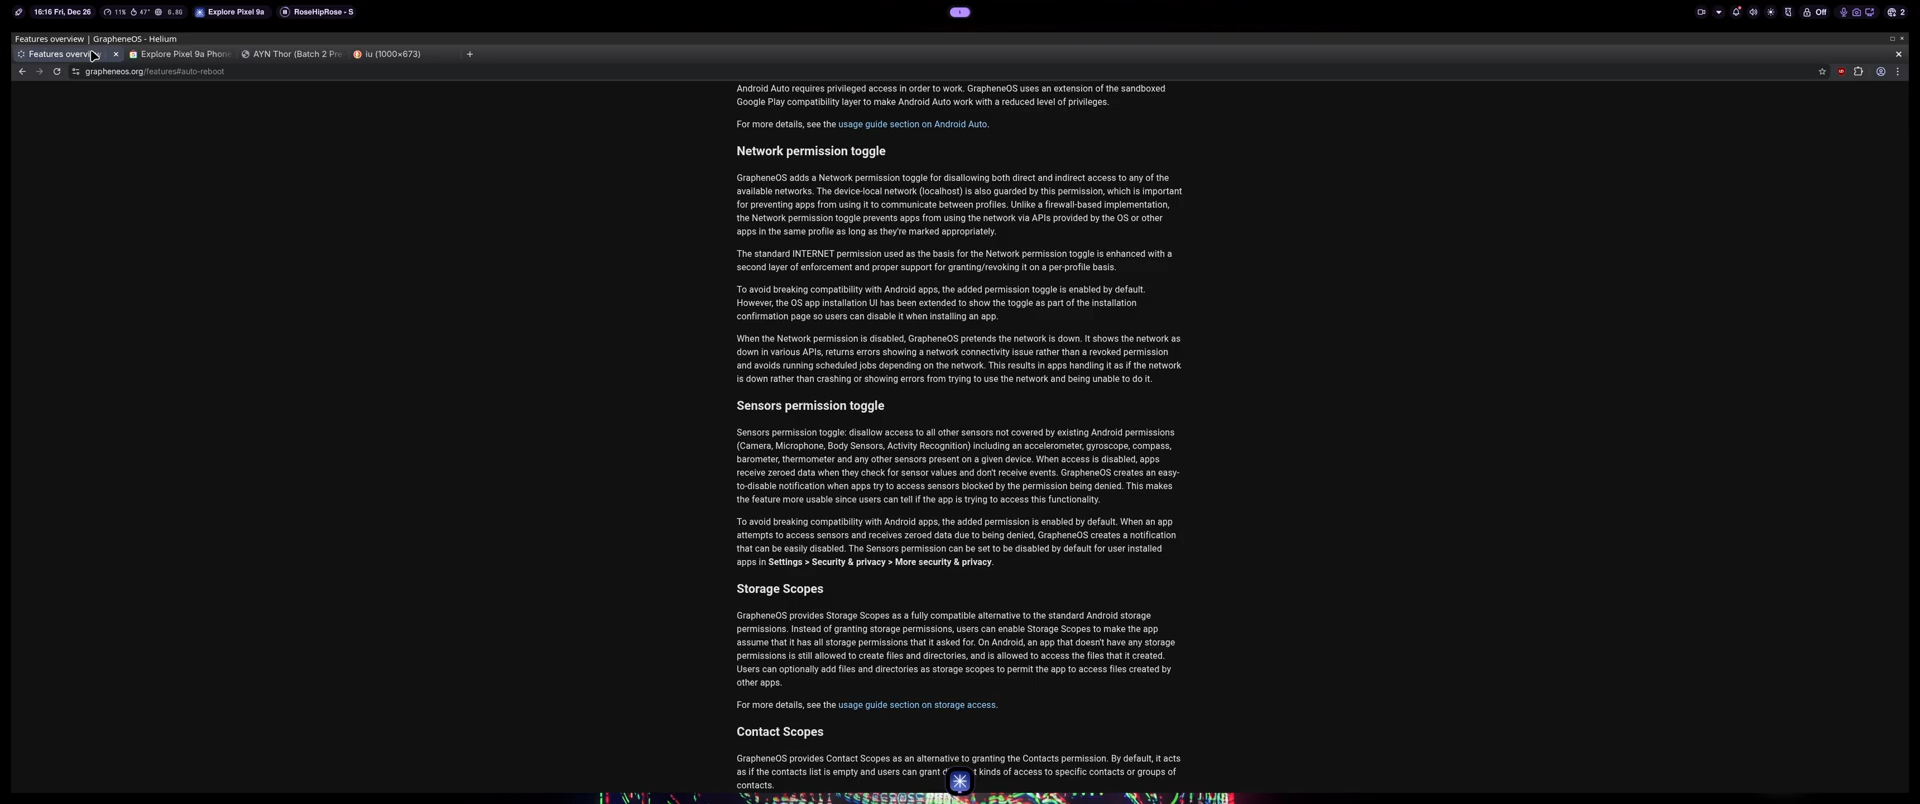 16:16 Fri, Dec 26 11% 47° 6.8G Explore Pixel 9a RoseHipRose - S Off 2
Features overview | GrapheneOS - Helium
Features overv Explore Pixel 9a Phone AYN Thor (Batch 2 Pre iu (1000×673)
grapheneos.org/features#auto-reboot
Android Auto requires privileged access in order to work. GrapheneOS uses an extension of the sandboxed
Google Play compatibility layer to make Android Auto work with a reduced level of privileges.
For more details, see the usage guide section on Android Auto.
Network permission toggle
GrapheneOS adds a Network permission toggle for disallowing both direct and indirect access to any of the
available networks. The device-local network (localhost) is also guarded by this permission, which is important
for preventing apps from using it to communicate between profiles. Unlike a firewall-based implementation,
the Network permission toggle prevents apps from using the network via APIs provided by the OS or other
apps in the same profile as long as they're marked appropriately.
The standard INTERNET permission used as the basis for the Network permission toggle is enhanced with a
second layer of enforcement and proper support for granting/revoking it on a per-profile basis.
To avoid breaking compatibility with Android apps, the added permission toggle is enabled by default.
However, the OS app installation UI has been extended to show the toggle as part of the installation
confirmation page so users can disable it when installing an app.
When the Network permission is disabled, GrapheneOS pretends the network is down. It shows the network as
down in various APIs, returns errors showing a network connectivity issue rather than a revoked permission
and avoids running scheduled jobs depending on the network. This results in apps handling it as if the network
is down rather than crashing or showing errors from trying to use the network and being unable to do it.
Sensors permission toggle
Sensors permission toggle: disallow access to all other sensors not covered by existing Android permissions
(Camera, Microphone, Body Sensors, Activity Recognition) including an accelerometer, gyroscope, compass,
barometer, thermometer and any other sensors present on a given device. When access is disabled, apps
receive zeroed data when they check for sensor values and don't receive events. GrapheneOS creates an easy-
to-disable notification when apps try to access sensors blocked by the permission being denied. This makes
the feature more usable since users can tell if the app is trying to access this functionality.
To avoid breaking compatibility with Android apps, the added permission is enabled by default. When an app
attempts to access sensors and receives zeroed data due to being denied, GrapheneOS creates a notification
that can be easily disabled. The Sensors permission can be set to be disabled by default for user installed
apps in Settings > Security & privacy > More security & privacy.
Storage Scopes
GrapheneOS provides Storage Scopes as a fully compatible alternative to the standard Android storage
permissions. Instead of granting storage permissions, users can enable Storage Scopes to make the app
assume that it has all storage permissions that it asked for. On Android, an app that doesn't have any storage
permissions is still allowed to create files and directories, and is allowed to access the files that it created.
Users can optionally add files and directories as storage scopes to permit the app to access files created by
other apps.
For more details, see the usage guide section on storage access.
Contact Scopes
GrapheneOS provides Contact Scopes as an alternative to granting the Contacts permission. By default, it acts
as if the contacts list is empty and users can grant kinds of access to specific contacts or groups of
contacts.